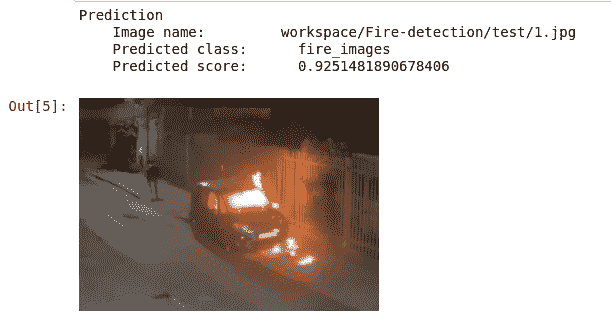 Prediction
Image name: workspace/Fire-detection/test/1.jpg
Predicted class: fire_images
Predicted score: 0.9251481890678406
Out[5]: